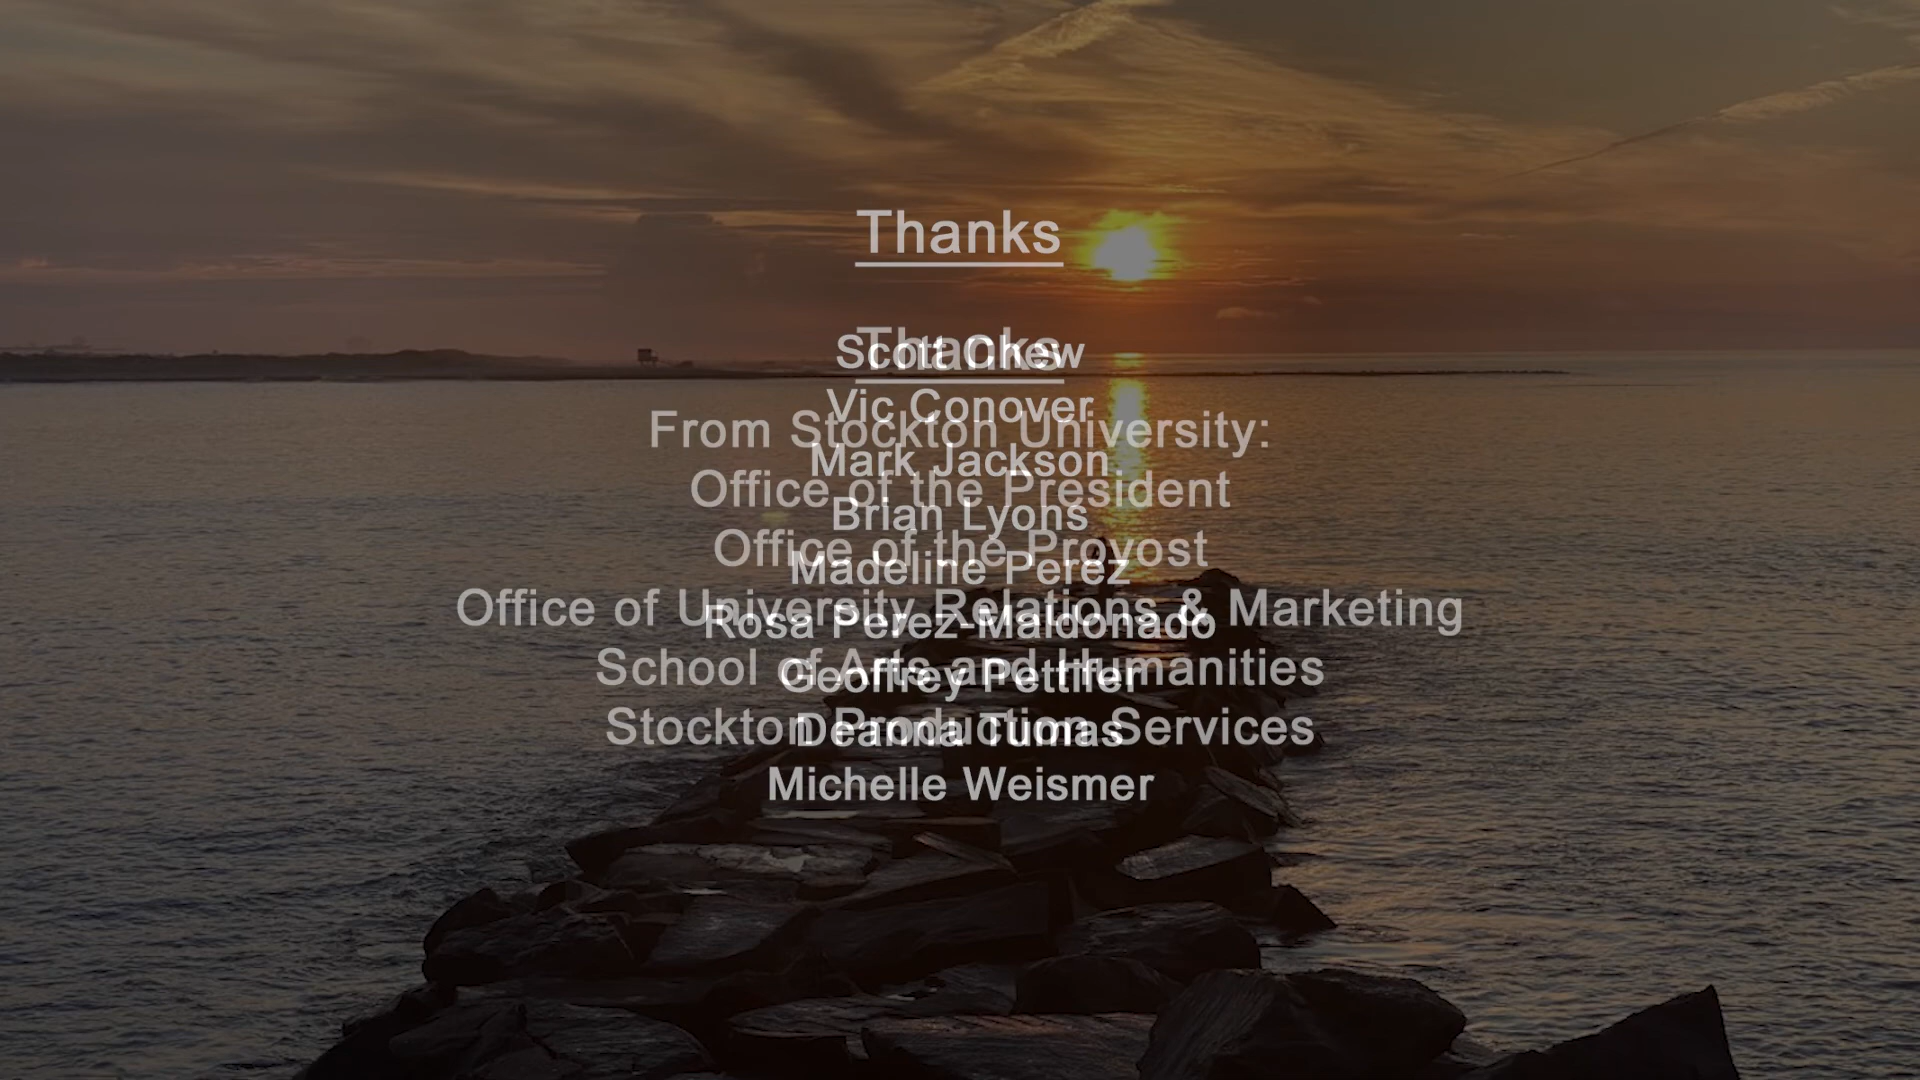 Thanks
Scott Chew
Vic Conover
Mark Jackson
Brian Lyons
Madeline Perez
Rosa Perez-Maldonado
Geoffrey Pettifer
Deanna Tumas
Michelle Weismer
Thanks
From Stockton University:
Office of the President
Office of the Provost
Office of University Relations & Marketing
School of Arts and Humanities
Stockton Production Services